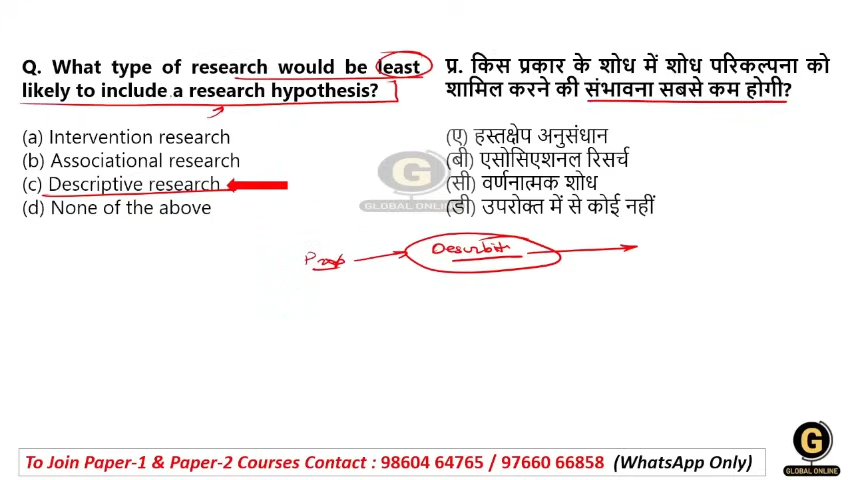 Q. What type of research would be least
likely to include a research hypothesis?
(a) Intervention research
(b) Associational research
(c) Descriptive research
(d) None of the above
प्र. किस प्रकार के शोध में शोध परिकल्पना को
शामिल करने की संभावना सबसे कम होगी?
(ए) हस्तक्षेप अनुसंधान
(बी) एसोसिएशनल रिसर्च
(सी) वर्णनात्मक शोध
(डी) उपरोक्त में से कोई नहीं
G
GLOBAL ONLINE
To Join Paper-1 & Paper-2 Courses Contact : 98604 64765 / 97660 66858 (WhatsApp Only)
G
GLOBAL ONLINE